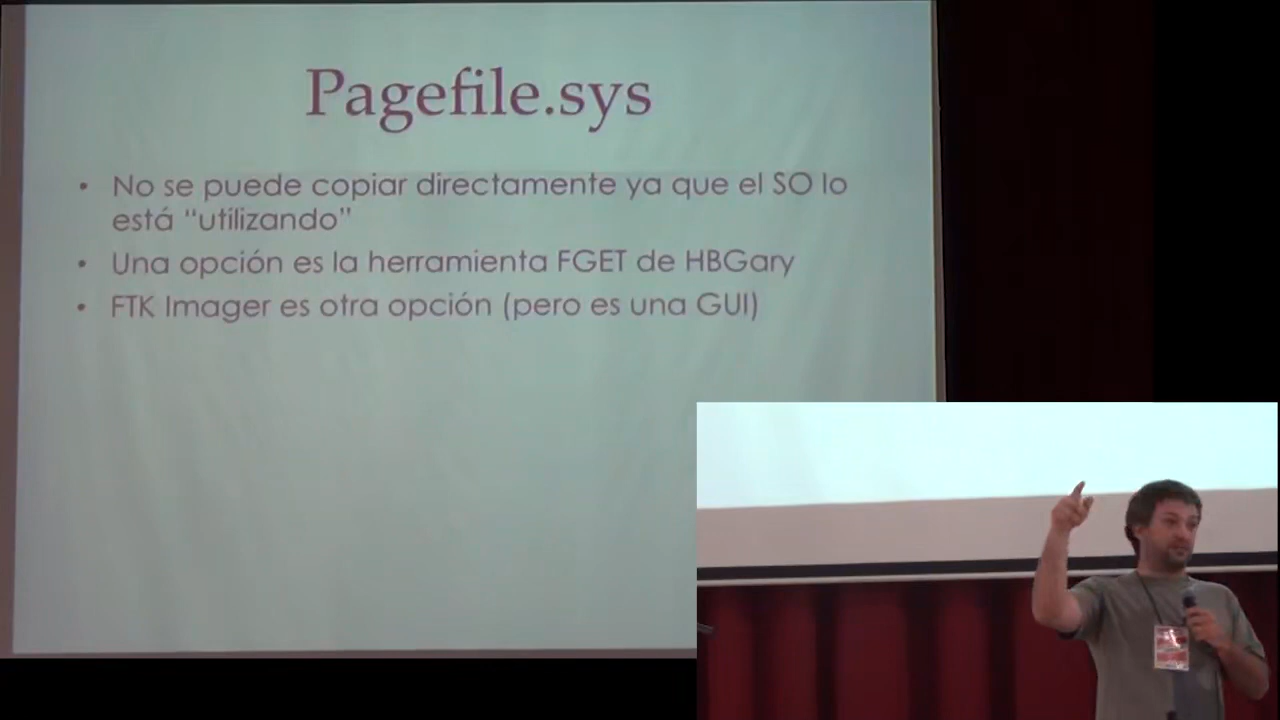 Pagefile.sys
• No se puede copiar directamente ya que el SO lo
está “utilizando”
• Una opción es la herramienta FGET de HBGary
• FTK Imager es otra opción (pero es una GUI)